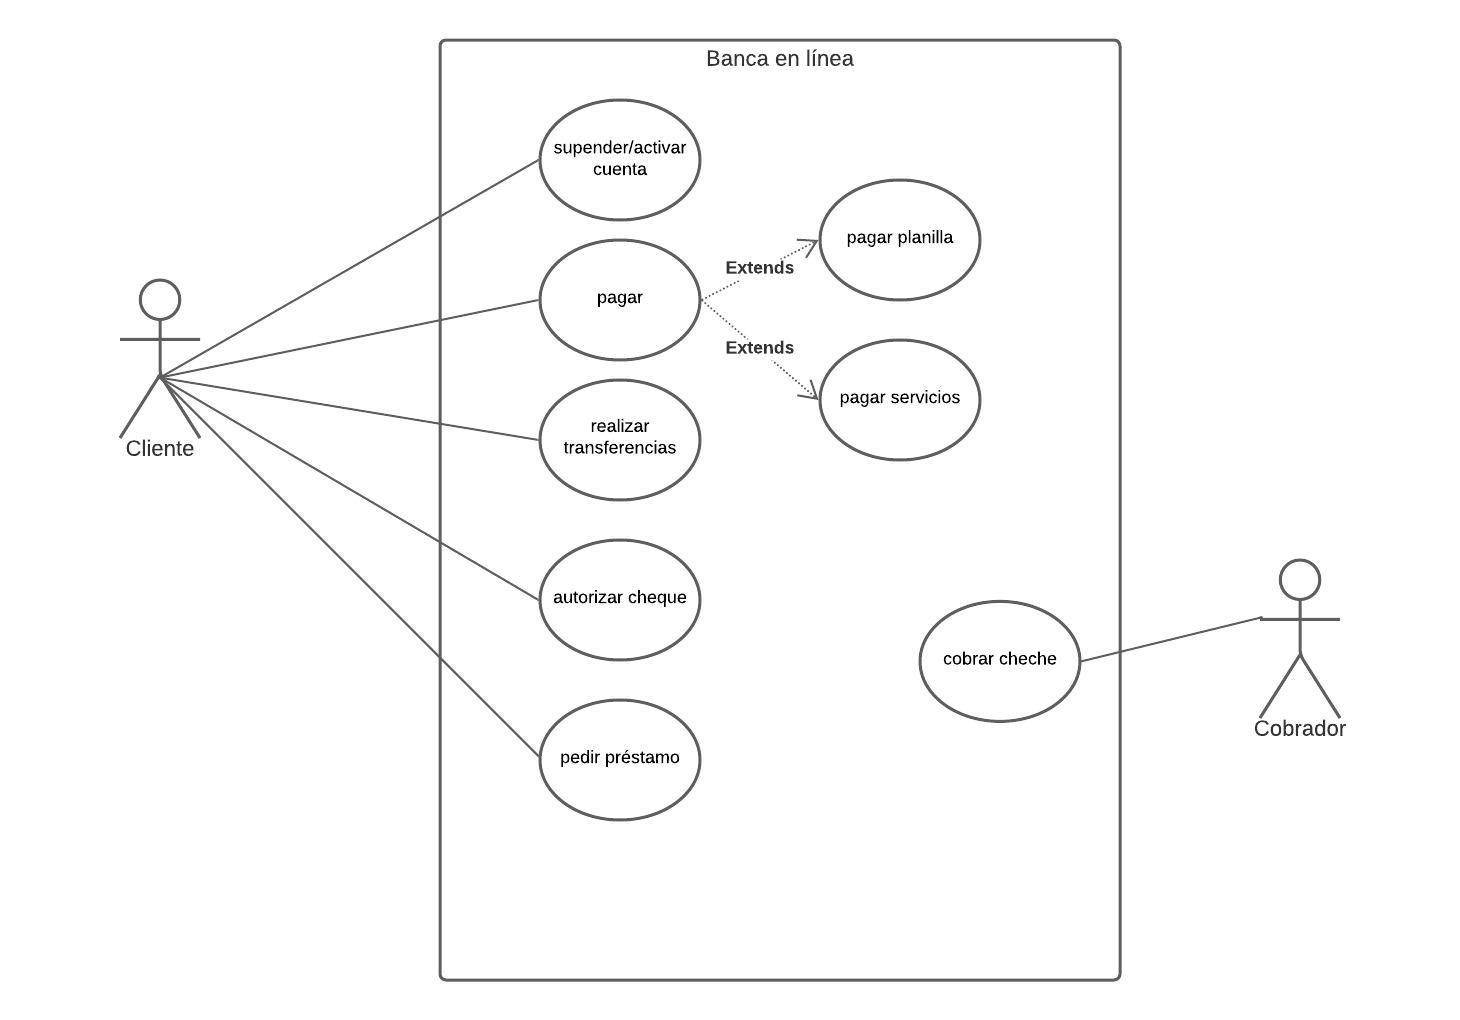 Banca en línea
supender/activar
cuenta
pagar planilla
Extends
pagar
Extends
pagar servicios
realizar
transferencias
Cliente
autorizar cheque
cobrar cheche
Cobrador
pedir préstamo